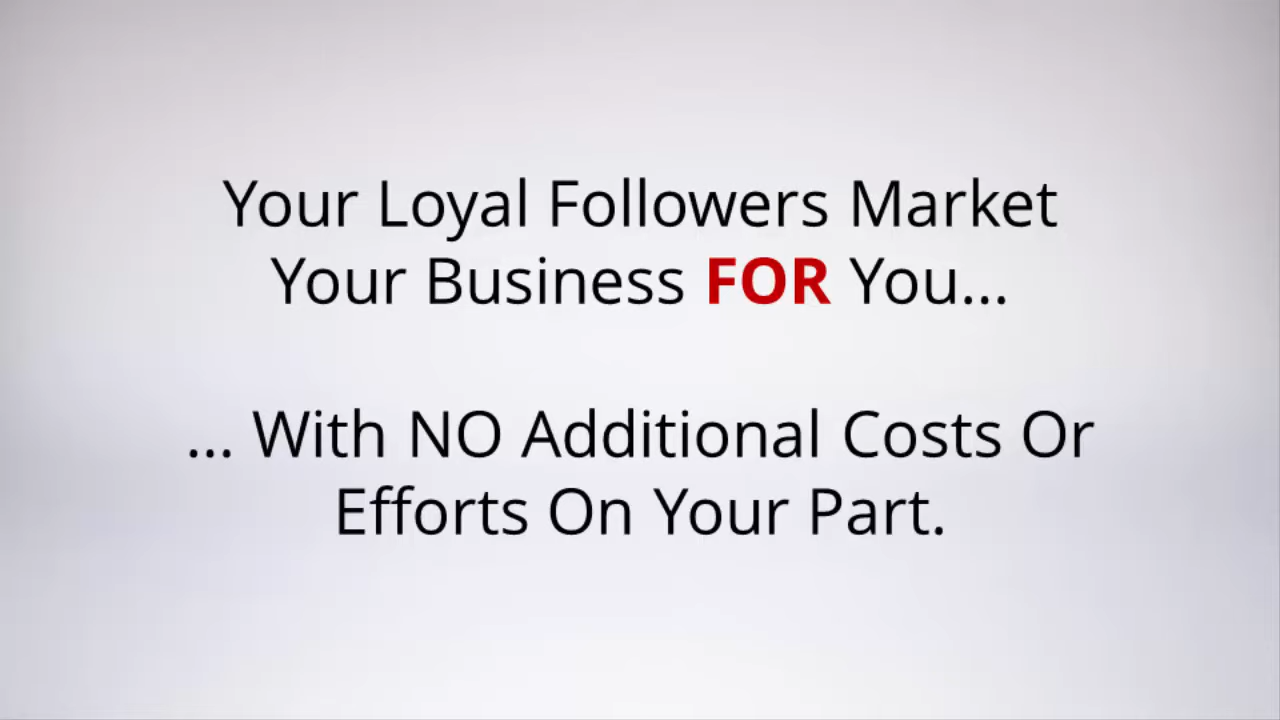 Your Loyal Followers Market
Your Business FOR You...
... With NO Additional Costs Or
Efforts On Your Part.